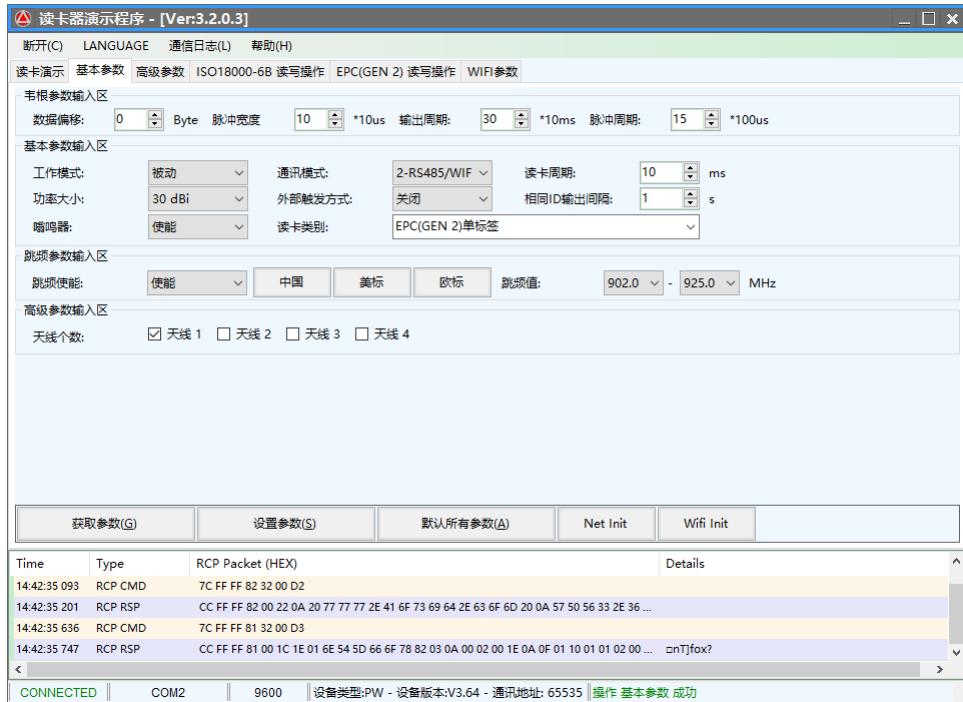 读卡器演示程序 - [Ver:3.2.0.3]
断开(C) LANGUAGE 通信日志(L) 帮助(H)
读卡演示 基本参数 高级参数 ISO18000-6B 读写操作 EPC(GEN 2) 读写操作 WIFI参数
韦根参数输入区
数据偏移: 0 Byte 脉冲宽度 10 *10us 输出周期: 30 *10ms 脉冲周期: 15 *100us
基本参数输入区
工作模式: 被动 通讯模式: 2-RS485/WIF 读卡周期: 10 ms
功率大小: 30 dBi 外部触发方式: 关闭 相同ID输出间隔: 1 s
嗡鸣器: 使能 读卡类别: EPC(GEN 2)单标签
跳频参数输入区
跳频使能: 使能 中国 美标 欧标 跳频值: 902.0 - 925.0 MHz
高级参数输入区
天线个数: 天线 1 天线 2 天线 3 天线 4
获取参数(G) 设置参数(S) 默认所有参数(A) Net Init Wifi Init
Time Type RCP Packet (HEX) Details
14:42:35 093 RCP CMD 7C FF FF 82 32 00 D2
14:42:35 201 RCP RSP CC FF FF 82 00 22 0A 20 77 77 77 2E 41 6F 73 69 64 2E 63 6F 6D 20 0A 57 50 56 33 2E 36 ...
14:42:35 636 RCP CMD 7C FF FF 81 32 00 D3
14:42:35 747 RCP RSP CC FF FF 81 00 1C 1E 01 6E 54 5D 66 6F 78 82 03 0A 00 02 00 1E 0A 0F 01 10 01 01 02 00 ... □nT]fox?
CONNECTED COM2 9600 设备类型:PW - 设备版本:V3.64 - 通讯地址: 65535 操作 基本参数 成功